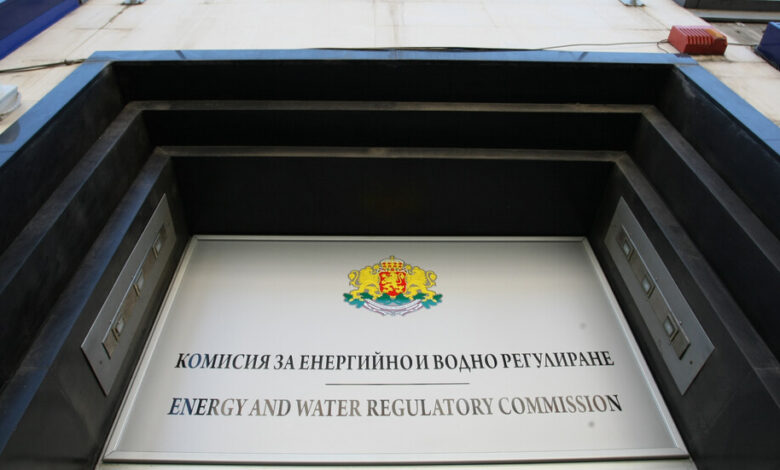 КОМИСИЯ ЗА ЕНЕРГИЙНО И ВОДНО РЕГУЛИРАНЕ
ENERGY AND WATER REGULATORY COMMISSION